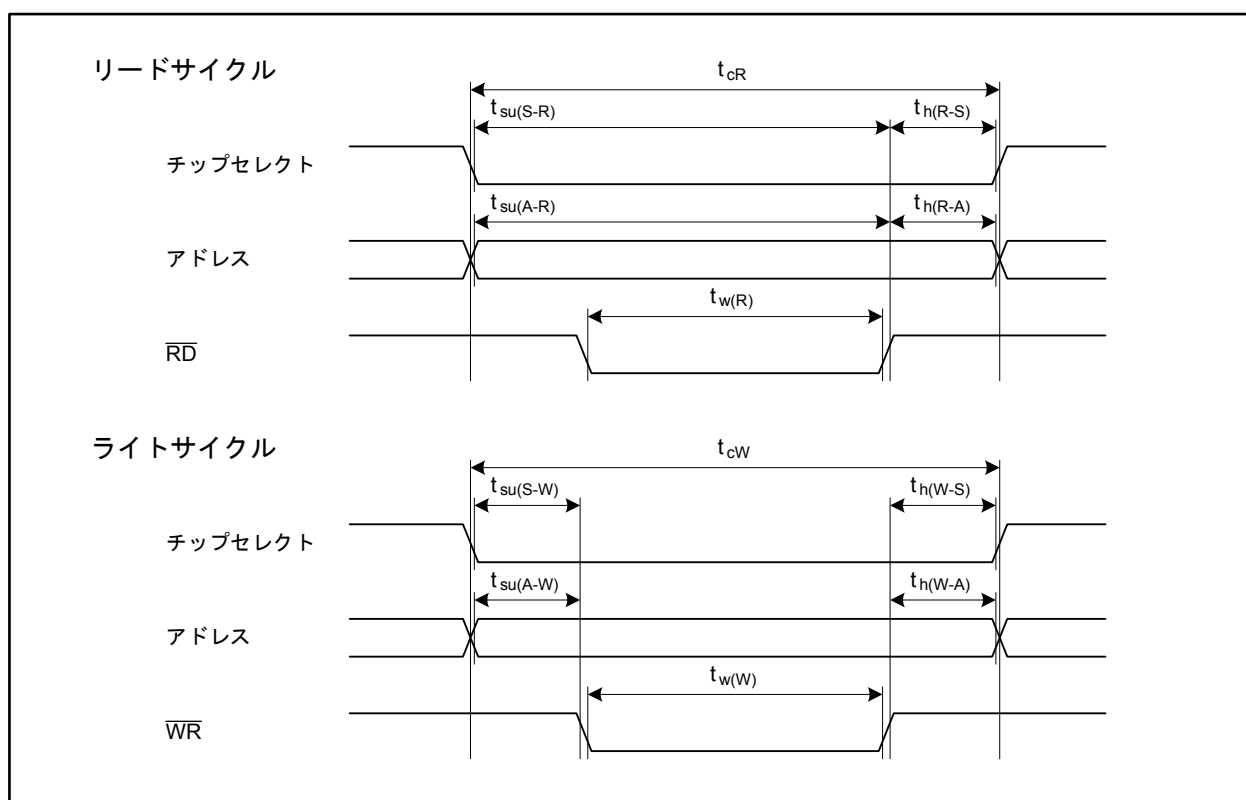 リードサイクル
tcR
tsu(S-R) th(R-S)
チップセレクト
tsu(A-R) th(R-A)
アドレス
tw(R)
R̅D̅
ライトサイクル
tcW
tsu(S-W) th(W-S)
チップセレクト
tsu(A-W) th(W-A)
アドレス
tw(W)
W̅R̅